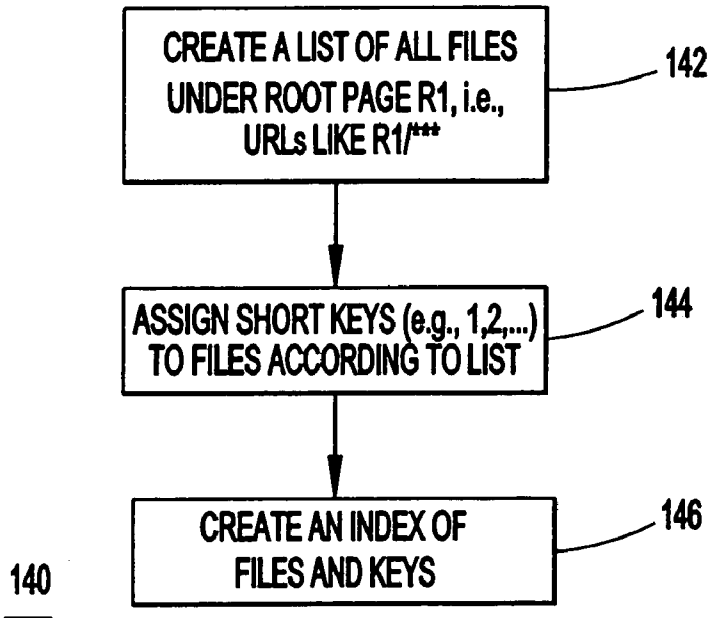 CREATE A LIST OF ALL FILES
UNDER ROOT PAGE R1, i.e.,
URLs LIKE R1/***
142
ASSIGN SHORT KEYS (e.g., 1,2,...)
TO FILES ACCORDING TO LIST
144
CREATE AN INDEX OF
FILES AND KEYS
146
140